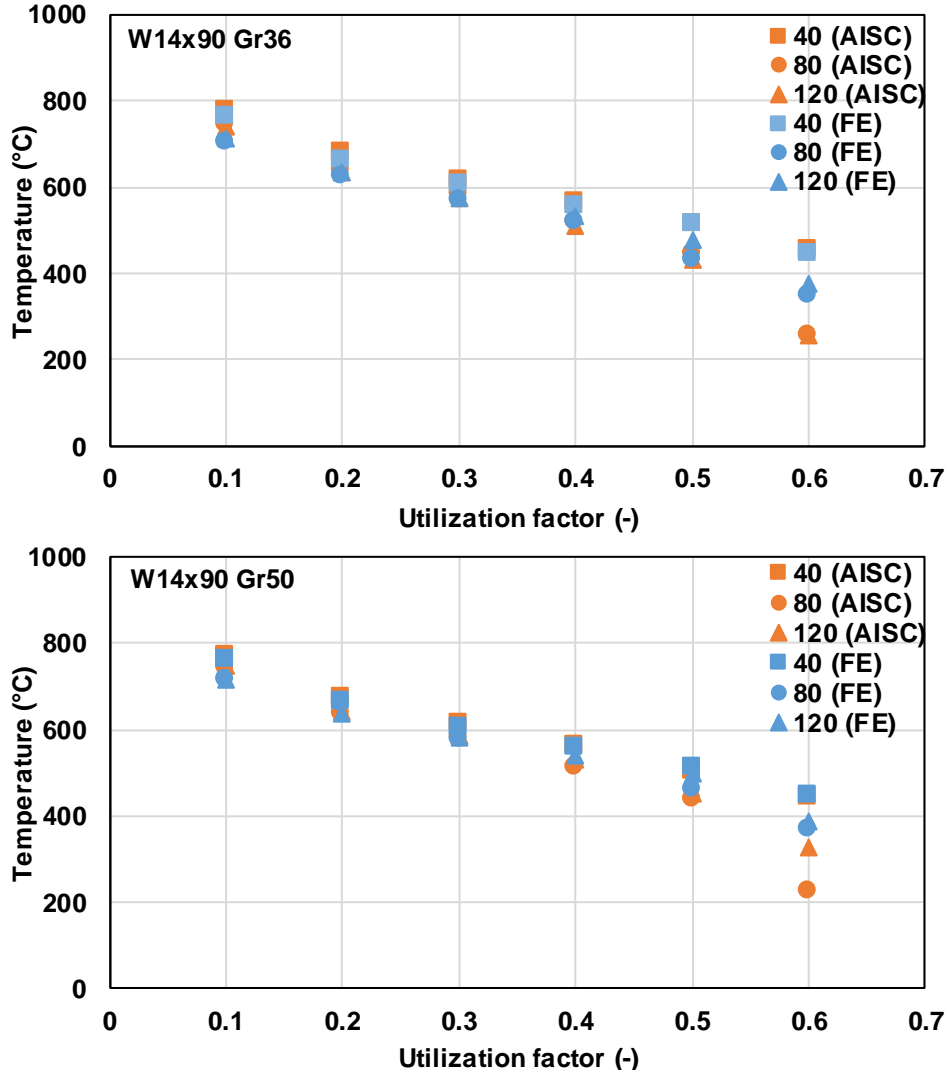 W14x90 Gr36
40 (AISC)
80 (AISC)
120 (AISC)
40 (FE)
80 (FE)
120 (FE)
Temperature (°C)
1000
800
600
400
200
0
0 0.1 0.2 0.3 0.4 0.5 0.6 0.7
Utilization factor (-)
W14x90 Gr50
40 (AISC)
80 (AISC)
120 (AISC)
40 (FE)
80 (FE)
120 (FE)
Temperature (°C)
1000
800
600
400
200
0
0 0.1 0.2 0.3 0.4 0.5 0.6 0.7
Utilization factor (-)